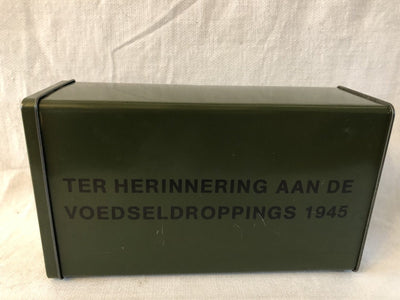 TER HERINNERING AAN DE
VOEDSELDROPPINGS 1945